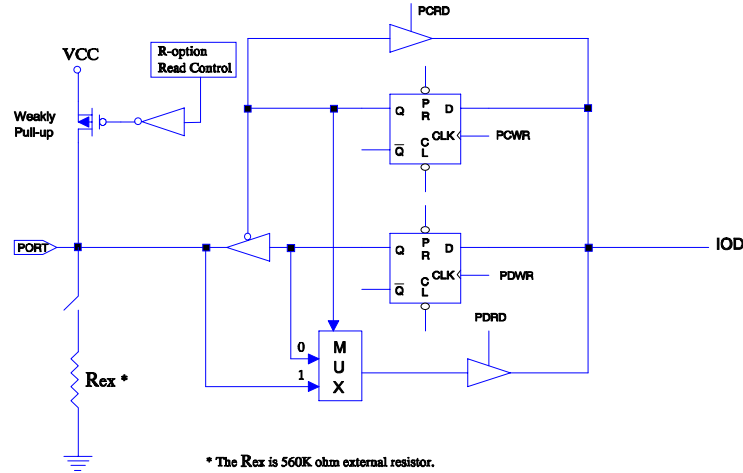 PCRD
VCC
R-option
Read Control
Weakly
Pull-up
Q
P
R
D
CLK
C
L
Q
PCWR
PORT
IOD
Q
P
R
D
CLK
C
L
Q
PDWR
PDRD
0
1
M
U
X
Rex *
* The Rex is 560K ohm external resistor.